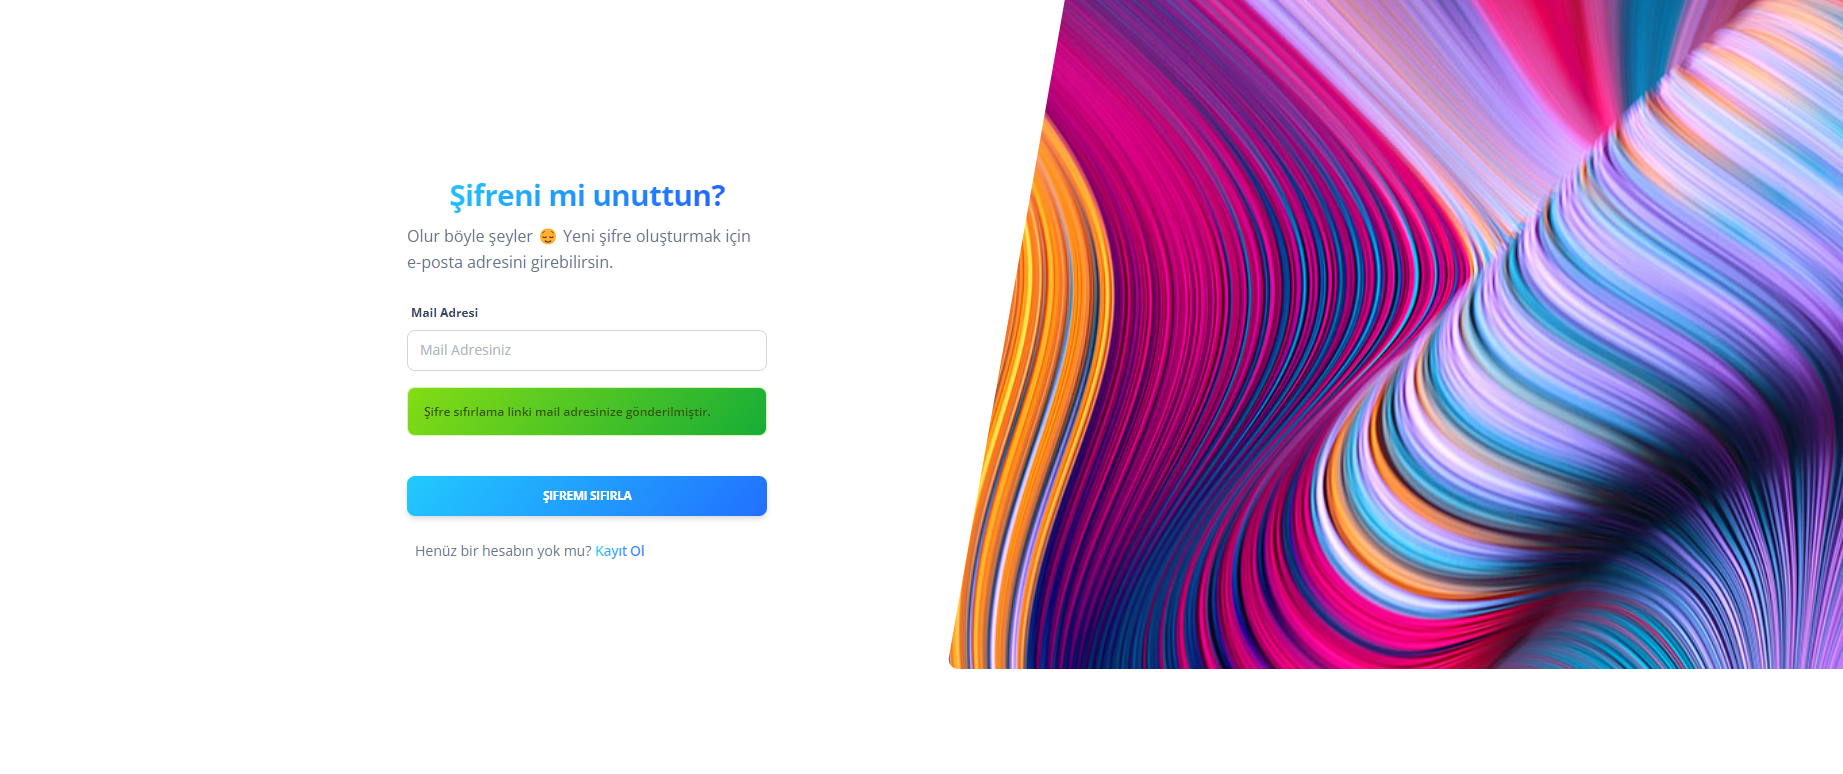 Şifreni mi unuttun?
Olur böyle şeyler 😌 Yeni şifre oluşturmak için
e-posta adresini girebilirsin.
Mail Adresi
Mail Adresiniz
Şifre sıfırlama linki mail adresinize gönderilmiştir.
ŞIFREMI SIFIRLA
Henüz bir hesabın yok mu? Kayıt Ol